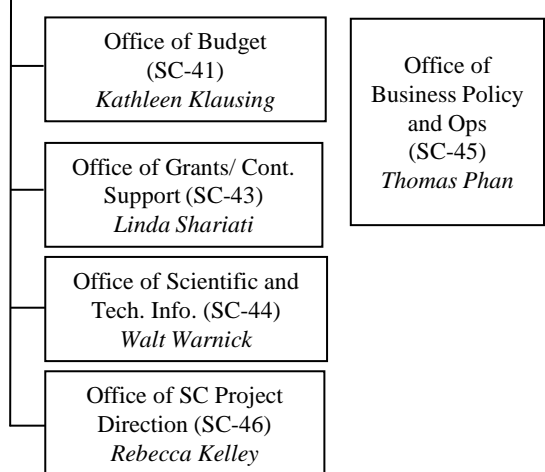 Office of Budget
(SC-41)
Kathleen Klausing
Office of
Business Policy
and Ops
(SC-45)
Thomas Phan
Office of Grants/ Cont.
Support (SC-43)
Linda Shariati
Office of Scientific and
Tech. Info. (SC-44)
Walt Warnick
Office of SC Project
Direction (SC-46)
Rebecca Kelley